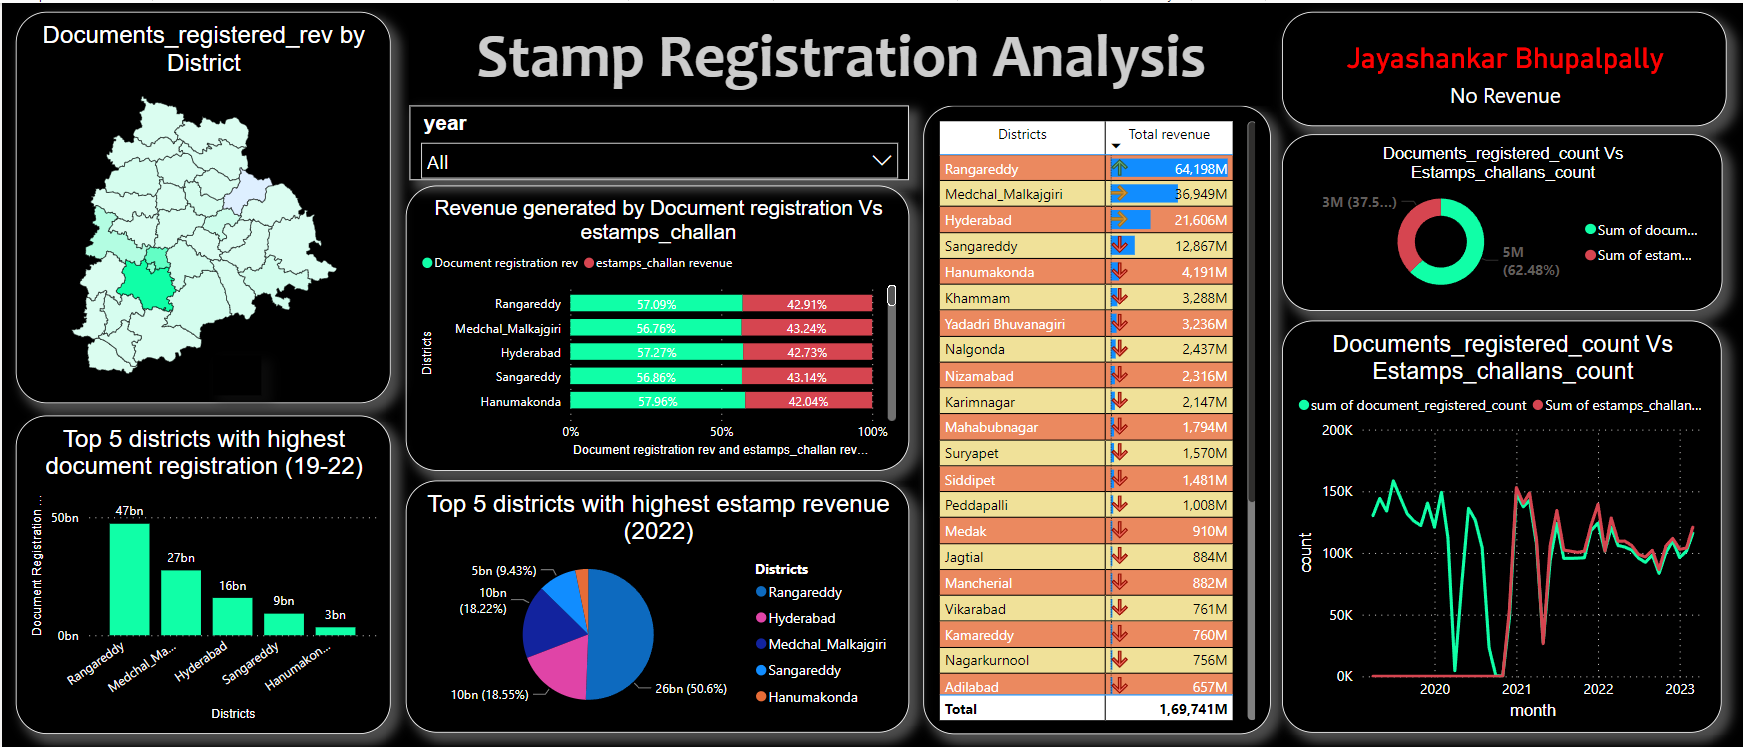 Documents_registered_rev by
District
Stamp Registration Analysis
Jayashankar Bhupalpally
No Revenue
year
All
Revenue generated by Document registration Vs
estamps_challan
Document registration rev estamps_challan revenue
Districts
Rangareddy 57.09% 42.91%
Medchal_Malkajgiri 56.76% 43.24%
Hyderabad 57.27% 42.73%
Sangareddy 56.86% 43.14%
Hanumakonda 57.96% 42.04%
0% 50% 100%
Document registration rev and estamps_challan rev...
Districts Total revenue
Rangareddy 64,198M
Medchal_Malkajgiri 36,949M
Hyderabad 21,606M
Sangareddy 12,867M
Hanumakonda 4,191M
Khammam 3,288M
Yadadri Bhuvanagiri 3,236M
Nalgonda 2,437M
Nizamabad 2,316M
Karimnagar 2,147M
Mahabubnagar 1,794M
Suryapet 1,570M
Siddipet 1,481M
Peddapalli 1,008M
Medak 910M
Jagtial 884M
Mancherial 882M
Vikarabad 761M
Kamareddy 760M
Nagarkurnool 756M
Adilabad 657M
Total 1,69,741M
Documents_registered_count Vs
Estamps_challans_count
3M (37.5...)
5M
(62.48%)
Sum of docum...
Sum of estam...
Top 5 districts with highest
document registration (19-22)
Document Registration...
50bn
0bn
47bn
27bn
16bn
9bn
3bn
Rangareddy
Medchal_Ma...
Hyderabad
Sangareddy
Hanumakon...
Districts
Top 5 districts with highest estamp revenue
(2022)
5bn (9.43%)
10bn
(18.22%)
10bn (18.55%)
26bn (50.6%)
Districts
Rangareddy
Hyderabad
Medchal_Malkajgiri
Sangareddy
Hanumakonda
Documents_registered_count Vs
Estamps_challans_count
sum of document_registered_count Sum of estamps_challan...
count
200K
150K
100K
50K
0K
2020 2021 2022 2023
month